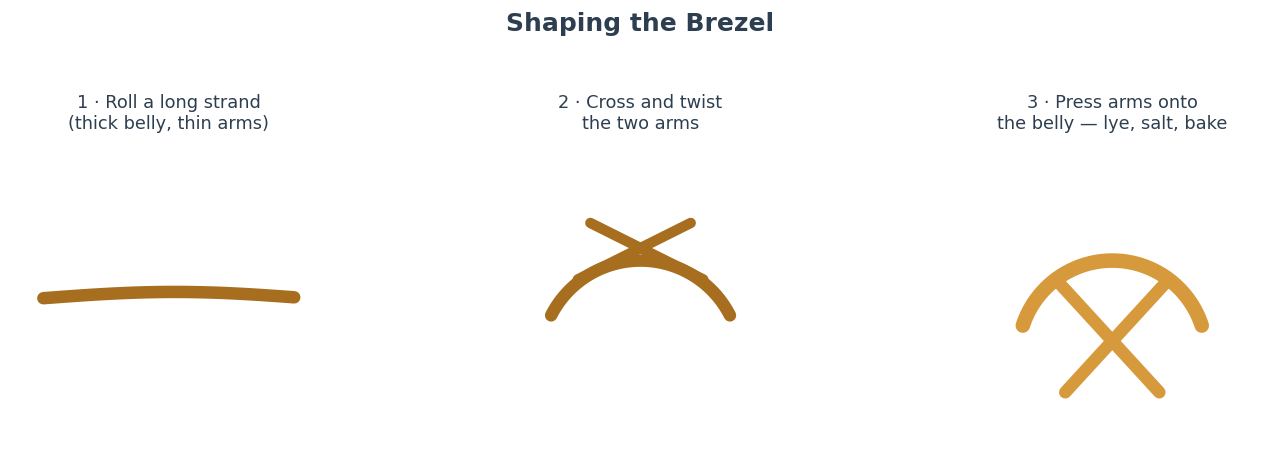 Shaping the Brezel
1 · Roll a long strand
(thick belly, thin arms)
2 · Cross and twist
the two arms
3 · Press arms onto
the belly — lye, salt, bake